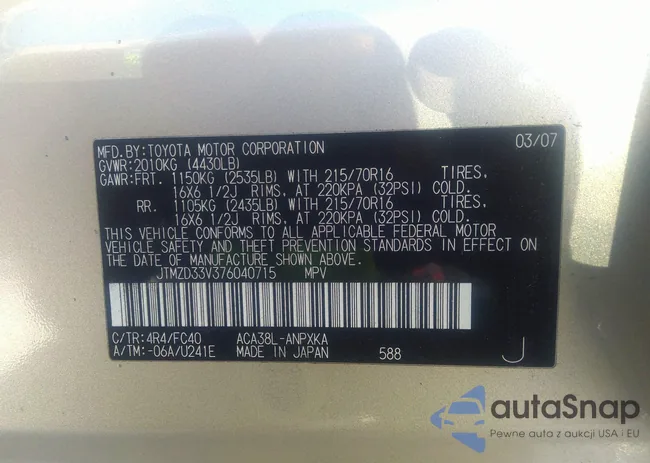 MFD.BY:TOYOTA MOTOR CORPORATION 03/07
GVWR:2010KG (4430LB)
GAWR:FRT. 1150KG (2535LB) WITH 215/70R16 TIRES,
16X6 1/2J RIMS, AT 220KPA (32PSI) COLD.
RR. 1105KG (2435LB) WITH 215/70R16 TIRES,
16X6 1/2J RIMS, AT 220KPA (32PSI) COLD.
THIS VEHICLE CONFORMS TO ALL APPLICABLE FEDERAL MOTOR
VEHICLE SAFETY AND THEFT PREVENTION STANDARDS IN EFFECT ON
THE DATE OF MANUFACTURE SHOWN ABOVE.
JTMZD33V376040715 MPV
C/TR:4R4/FC40 ACA38L-ANPXKA
A/TM:-06A/U241E MADE IN JAPAN 588 J
autaSnap
Pewne auta z aukcji USA i EU